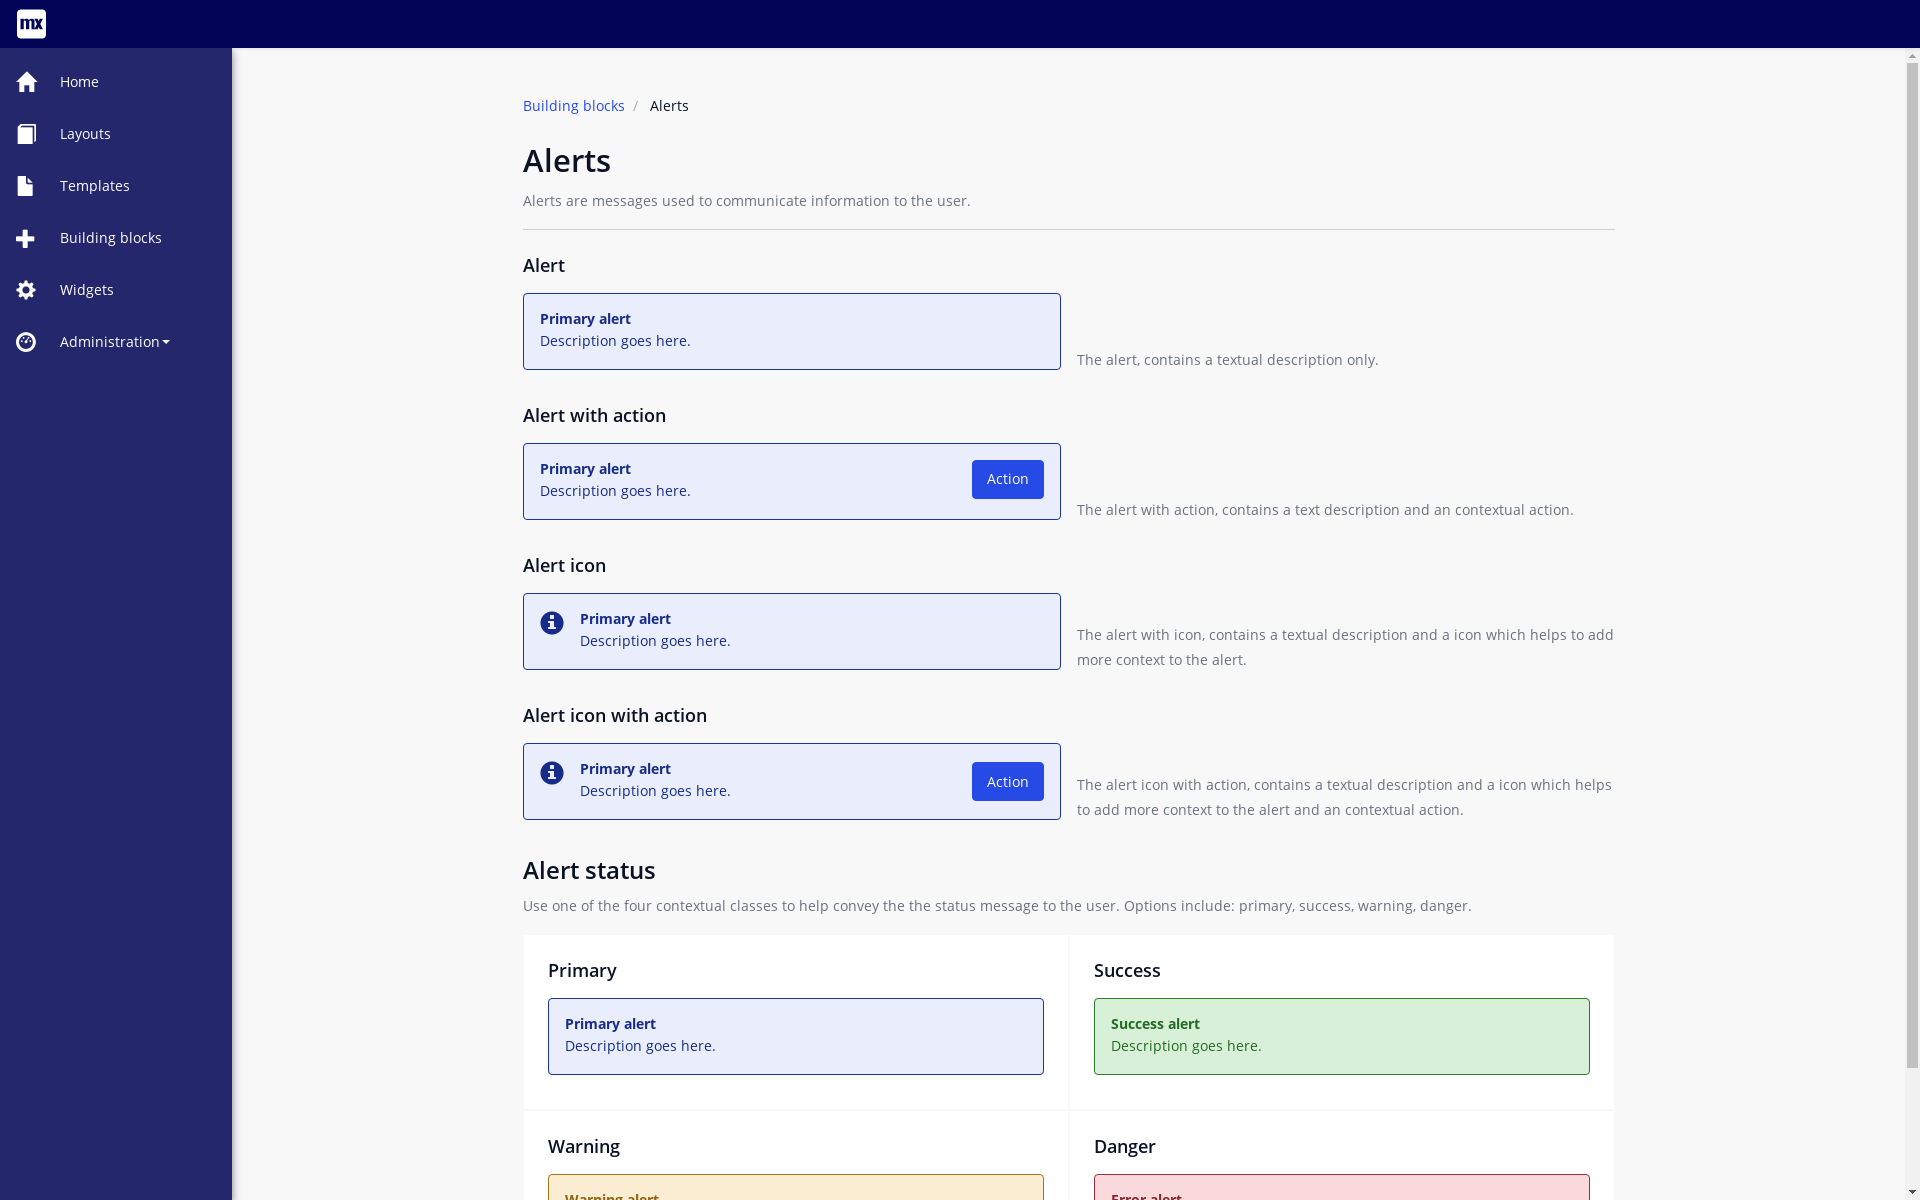 mx
Home
Layouts
Templates
Building blocks
Widgets
Administration
Building blocks / Alerts
Alerts
Alerts are messages used to communicate information to the user.
Alert
Primary alert
Description goes here.
The alert, contains a textual description only.
Alert with action
Primary alert
Description goes here.
Action
The alert with action, contains a text description and an contextual action.
Alert icon
Primary alert
Description goes here.
The alert with icon, contains a textual description and a icon which helps to add
more context to the alert.
Alert icon with action
Primary alert
Description goes here.
Action
The alert icon with action, contains a textual description and a icon which helps
to add more context to the alert and an contextual action.
Alert status
Use one of the four contextual classes to help convey the the status message to the user. Options include: primary, success, warning, danger.
Primary
Primary alert
Description goes here.
Success
Success alert
Description goes here.
Warning
Warning alert
Danger
Error alert